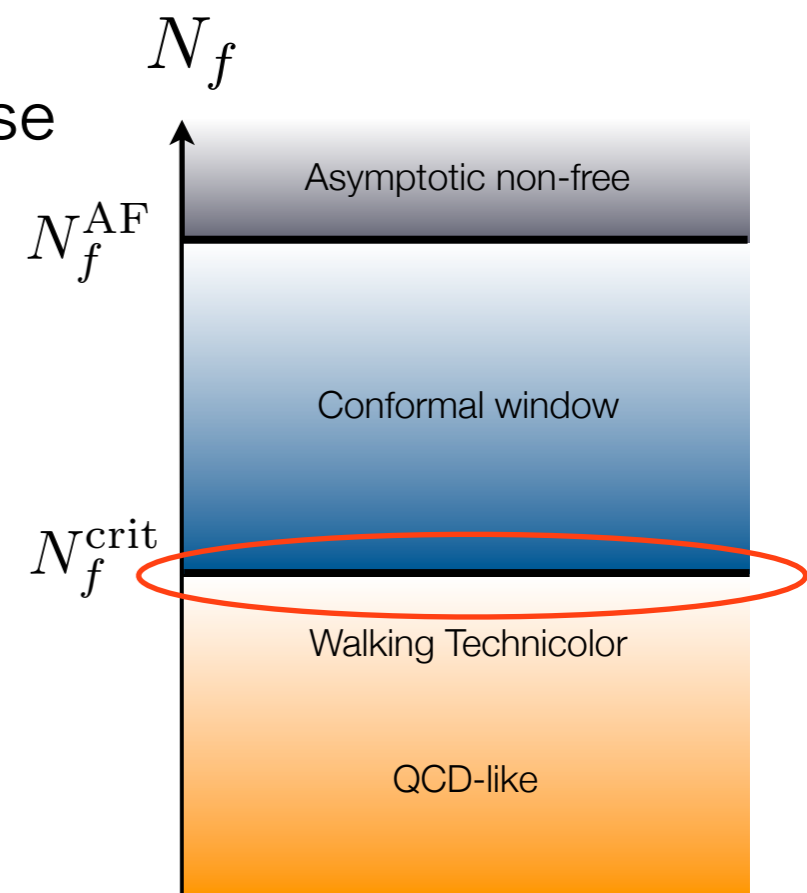 N_f
se
Asymptotic non-free
N_f^AF
Conformal window
N_f^crit
Walking Technicolor
QCD-like